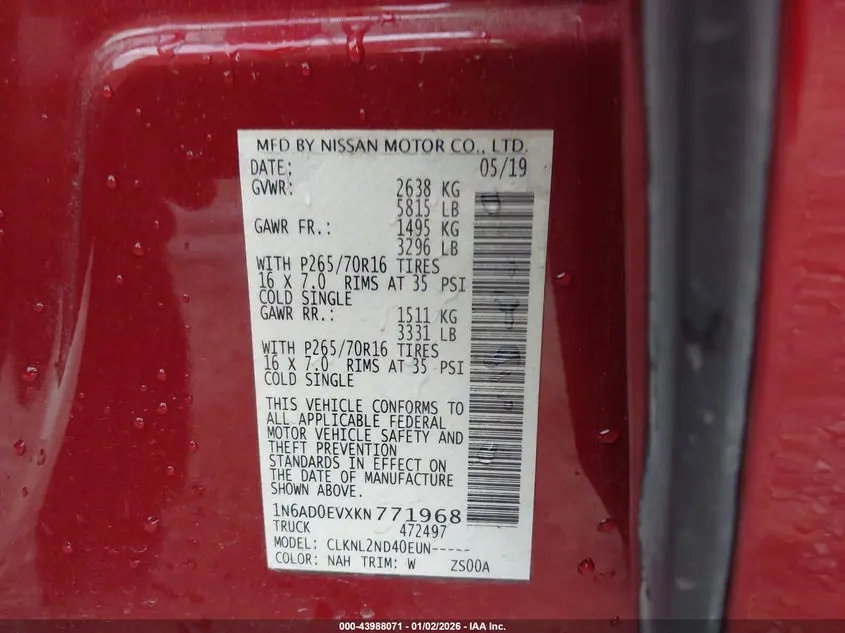 MFD BY NISSAN MOTOR CO., LTD.
DATE: 05/19
GVWR: 2638 KG
5815 LB
GAWR FR.: 1495 KG
3296 LB
WITH P265/70R16 TIRES
16 X 7.0 RIMS AT 35 PSI
COLD SINGLE
GAWR RR.: 1511 KG
3331 LB
WITH P265/70R16 TIRES
16 X 7.0 RIMS AT 35 PSI
COLD SINGLE
THIS VEHICLE CONFORMS TO
ALL APPLICABLE FEDERAL
MOTOR VEHICLE SAFETY AND
THEFT PREVENTION
STANDARDS IN EFFECT ON
THE DATE OF MANUFACTURE
SHOWN ABOVE.
1N6AD0EVXKN771968
TRUCK 472497
MODEL: CLKNL2ND40EUN-----
COLOR: NAH TRIM: W ZS00A
000-43988071 - 01/02/2026 - IAA Inc.